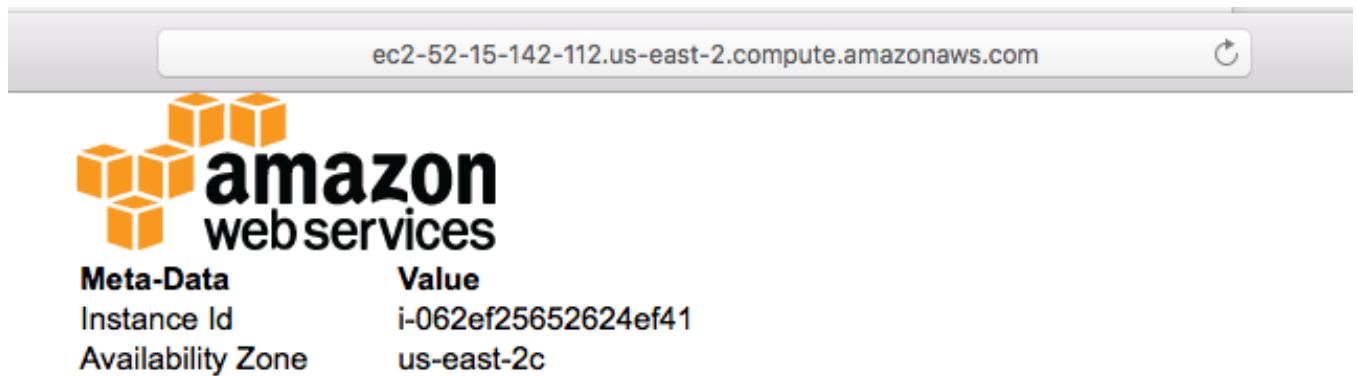 ec2-52-15-142-112.us-east-2.compute.amazonaws.com
amazon
web services
Meta-Data Value
Instance Id i-062ef25652624ef41
Availability Zone us-east-2c